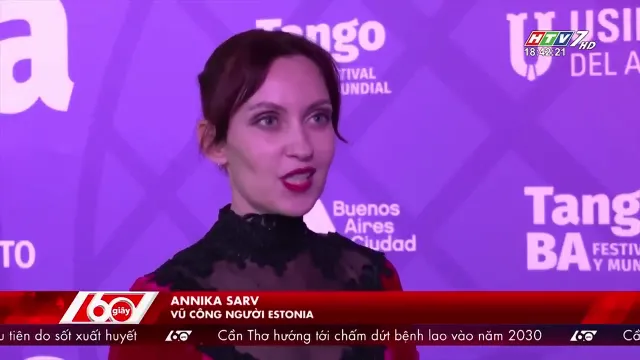 a
Tango
FESTIVAL
MUNDIAL
USI
DEL A
HTV7
HD
18:42:21
TO
Buenos
Aires
Ciudad
Tango
BA FESTIV
Y MUND
60
giây
ANNIKA SARV
VŨ CÔNG NGƯỜI ESTONIA
u tiên do sốt xuất huyết
60
Cần Thơ hướng tới chấm dứt bệnh lao vào năm 2030
60